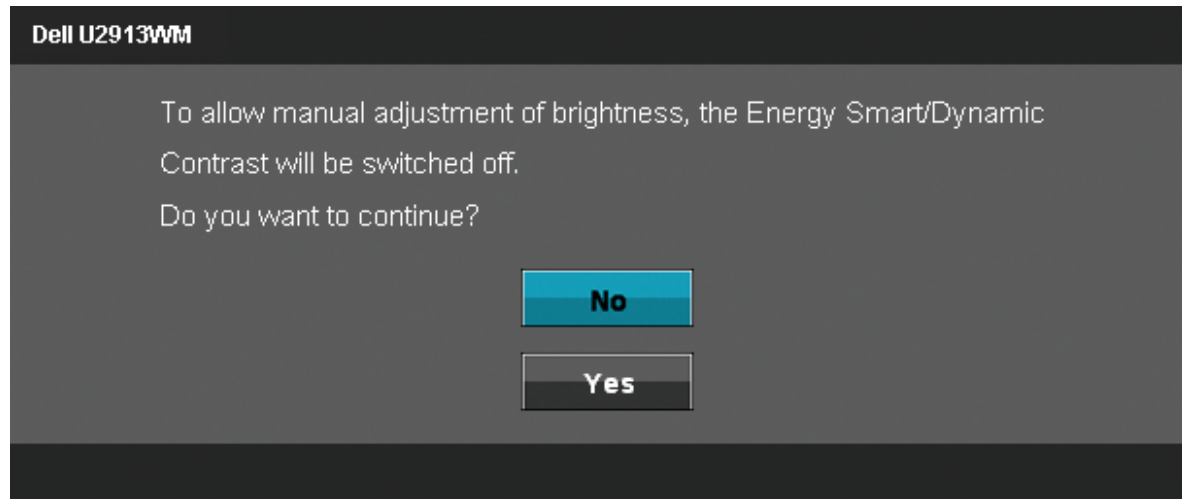 Dell U2913WM
To allow manual adjustment of brightness, the Energy Smart/Dynamic
Contrast will be switched off.
Do you want to continue?
No
Yes